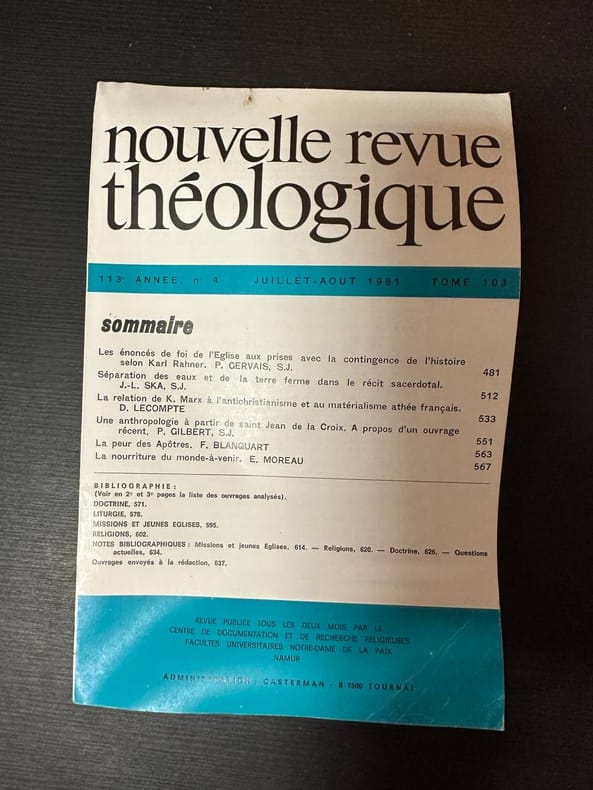 nouvelle revue
théologique
113e ANNÉE, n° 4 JUILLET-AOUT 1981 TOME 103
sommaire
Les énoncés de foi de l'Eglise aux prises avec la contingence de l'histoire
selon Karl Rahner. P. GERVAIS, S.J. 481
Séparation des eaux et de la terre ferme dans le récit sacerdotal.
J.-L. SKA, S.J. 512
La relation de K. Marx à l'antichristianisme et au matérialisme athée français.
D. LECOMPTE 533
Une anthropologie à partir de saint Jean de la Croix. A propos d'un ouvrage
récent. P. GILBERT, S.J. 551
La peur des Apôtres. F. BLANQUART 563
La nourriture du monde-à-venir. E. MOREAU 567
BIBLIOGRAPHIE :
(Voir en 2e et 3e pages la liste des ouvrages analysés).
DOCTRINE, 571.
LITURGIE, 578.
MISSIONS ET JEUNES EGLISES, 595.
RELIGIONS, 602.
NOTES BIBLIOGRAPHIQUES : Missions et jeunes Eglises, 614. — Religions, 620. — Doctrine, 626. — Questions
actuelles, 634.
Ouvrages envoyés à la rédaction, 637.
REVUE PUBLIEE TOUS LES DEUX MOIS PAR LE
CENTRE DE DOCUMENTATION ET DE RECHERCHE RELIGIEUSES
FACULTES UNIVERSITAIRES NOTRE-DAME DE LA PAIX
NAMUR
ADMINISTRATION : CASTERMAN - B 7500 TOURNAI